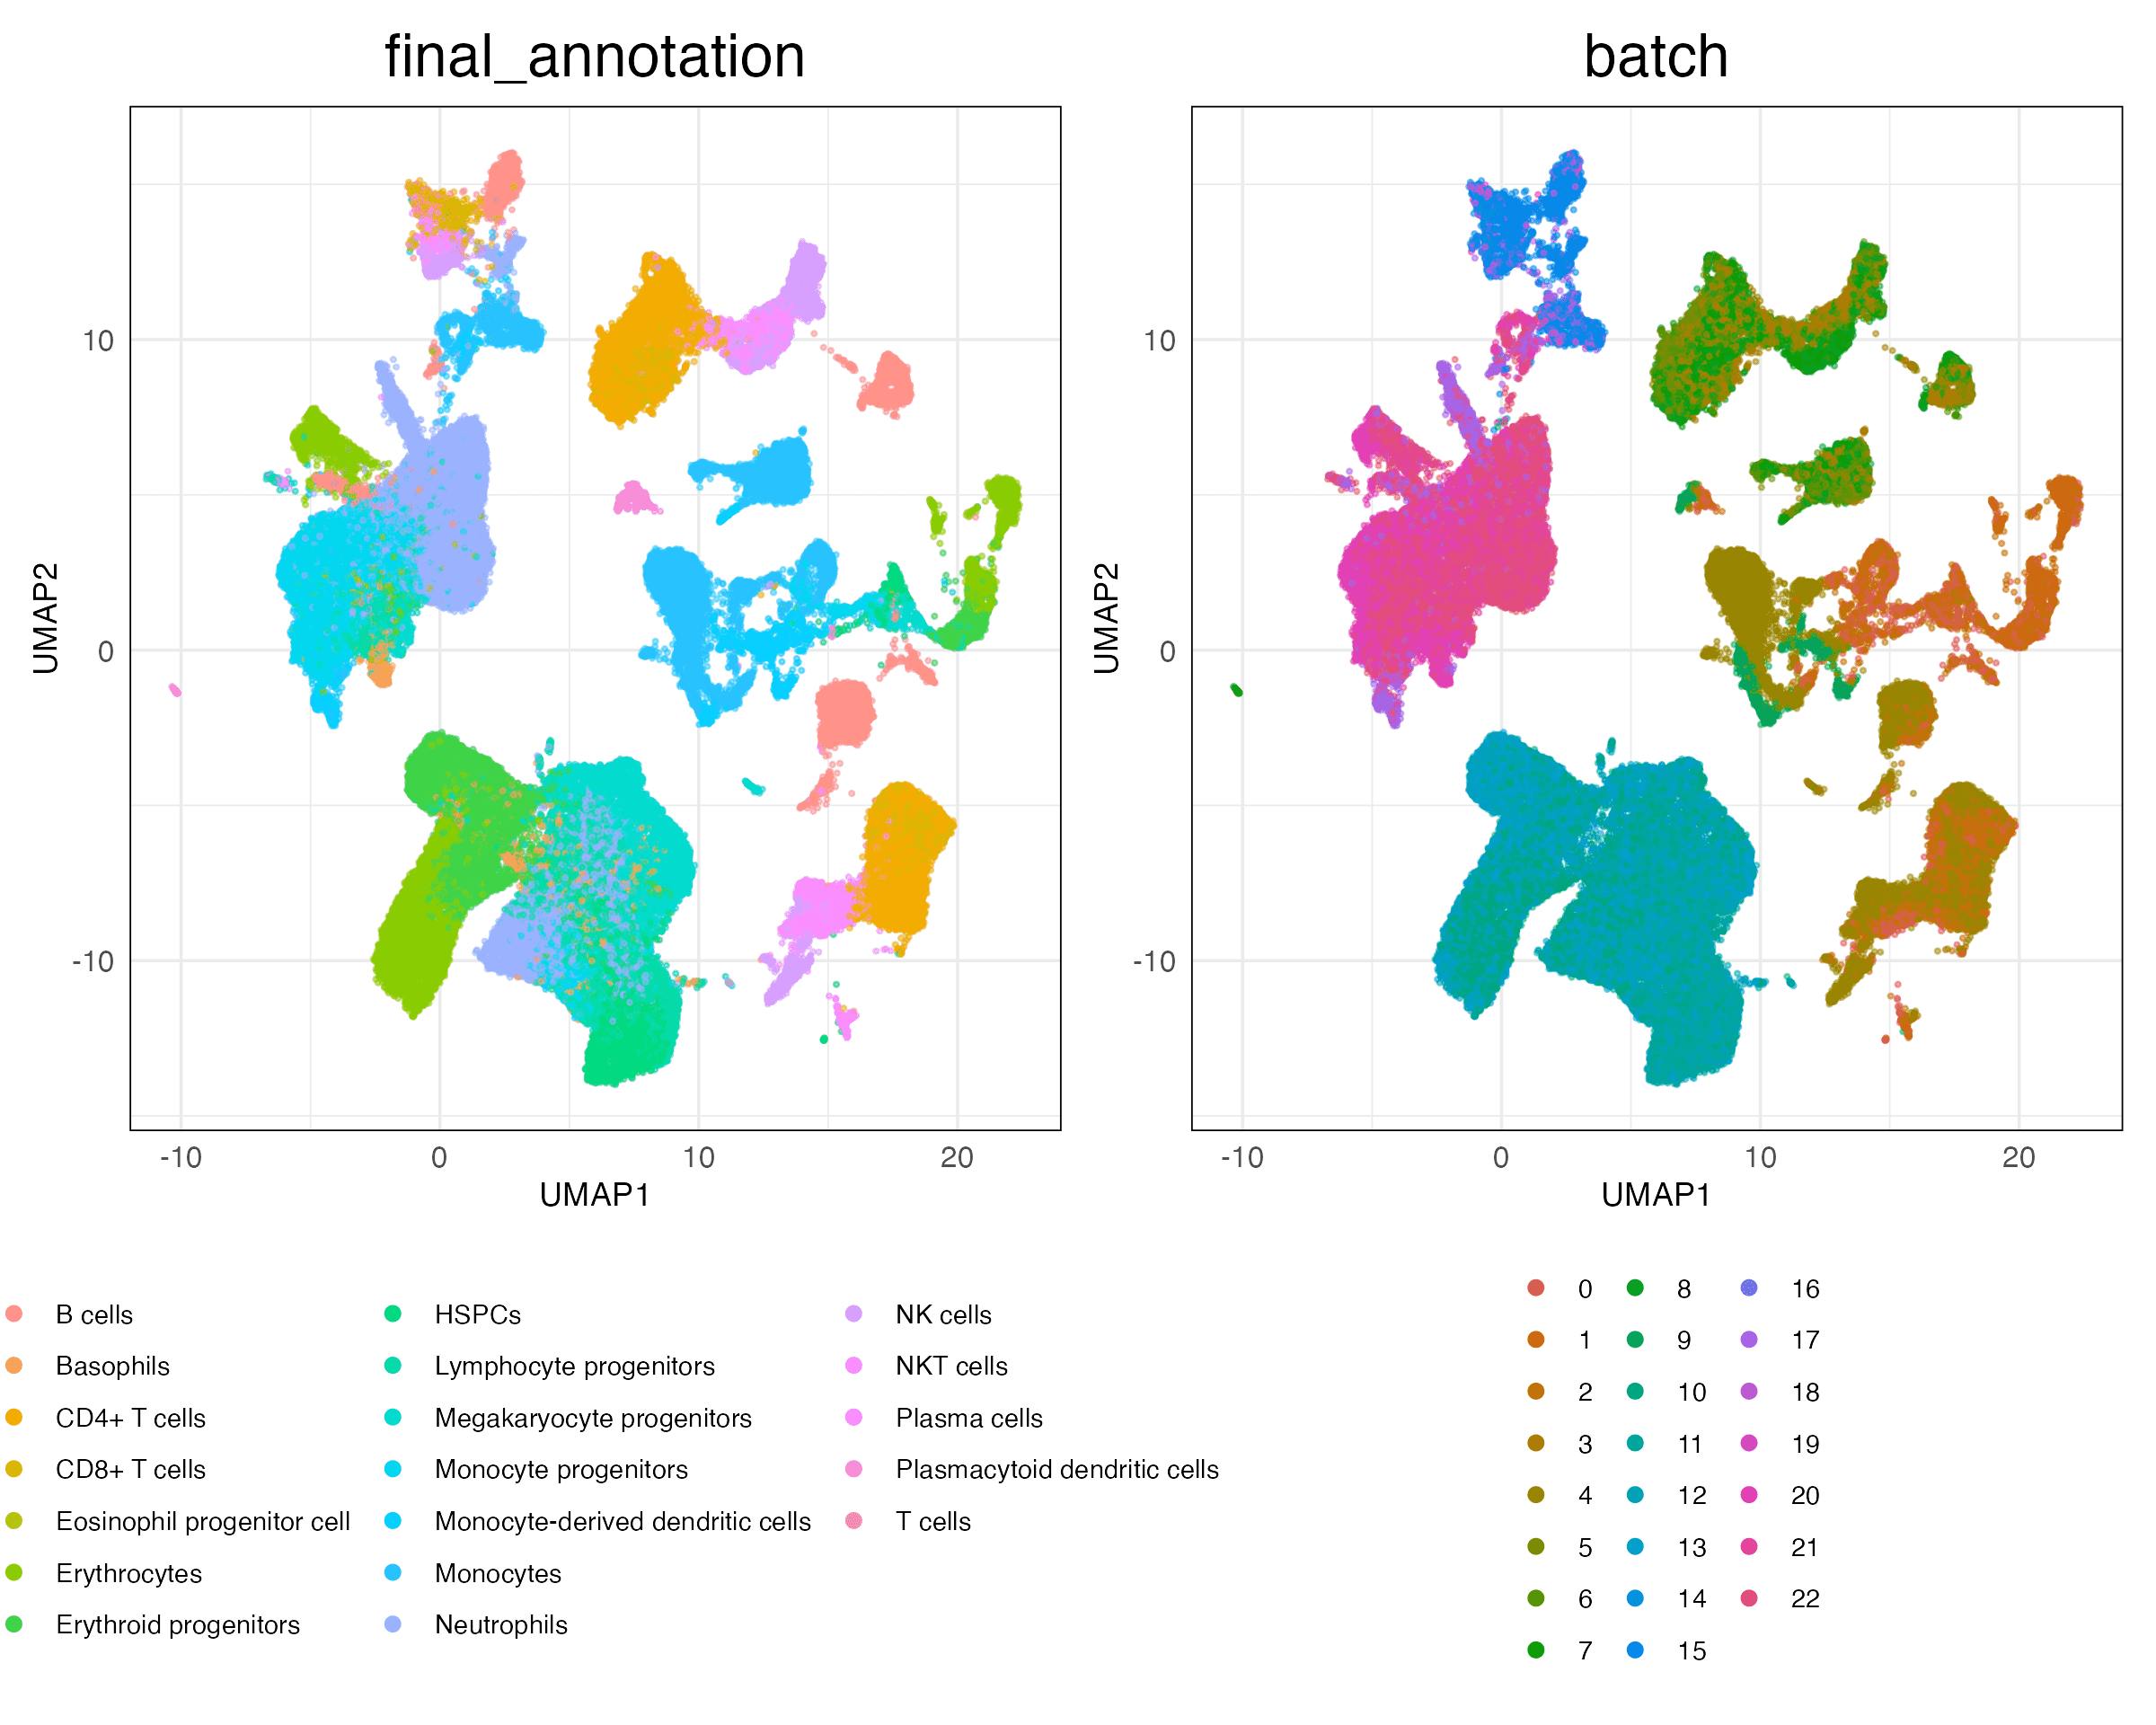 final_annotation
batch
UMAP2
10
0
-10
-10
0
10
20
UMAP1
UMAP2
10
0
-10
-10
0
10
20
UMAP1
B cells
Basophils
CD4+ T cells
CD8+ T cells
Eosinophil progenitor cell
Erythrocytes
Erythroid progenitors
HSPCs
Lymphocyte progenitors
Megakaryocyte progenitors
Monocyte progenitors
Monocyte-derived dendritic cells
Monocytes
Neutrophils
NK cells
NKT cells
Plasma cells
Plasmacytoid dendritic cells
T cells
0
1
2
3
4
5
6
7
8
9
10
11
12
13
14
15
16
17
18
19
20
21
22